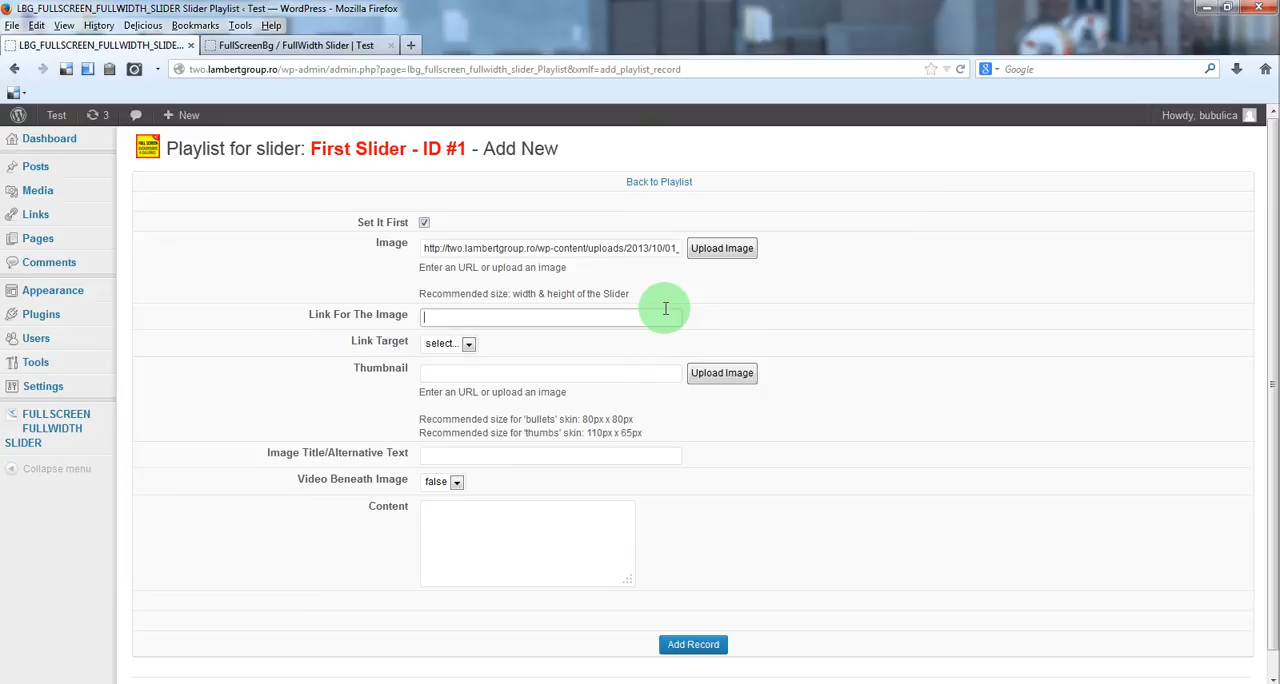 LBG_FULLSCREEN_FULLWIDTH_SLIDER Slider Playlist ‹ Test — WordPress - Mozilla Firefox
File Edit View History Delicious Bookmarks Tools Help
LBG_FULLSCREEN_FULLWIDTH_SLIDE... FullScreenBg / FullWidth Slider | Test
two.lambertgroup.ro/wp-admin/admin.php?page=lbg_fullscreen_fullwidth_slider_Playlist&xmlf=add_playlist_record
Google
Test 3 New Howdy, bubulica
Dashboard
Posts
Media
Links
Pages
Comments
Appearance
Plugins
Users
Tools
Settings
FULLSCREEN
FULLWIDTH
SLIDER
Collapse menu
Playlist for slider: First Slider - ID #1 - Add New
Back to Playlist
Set It First
Image http://two.lambertgroup.ro/wp-content/uploads/2013/10/01_ Upload Image
Enter an URL or upload an image
Recommended size: width & height of the Slider
Link For The Image
Link Target select...
Thumbnail Upload Image
Enter an URL or upload an image
Recommended size for 'bullets' skin: 80px x 80px
Recommended size for 'thumbs' skin: 110px x 65px
Image Title/Alternative Text
Video Beneath Image false
Content
Add Record